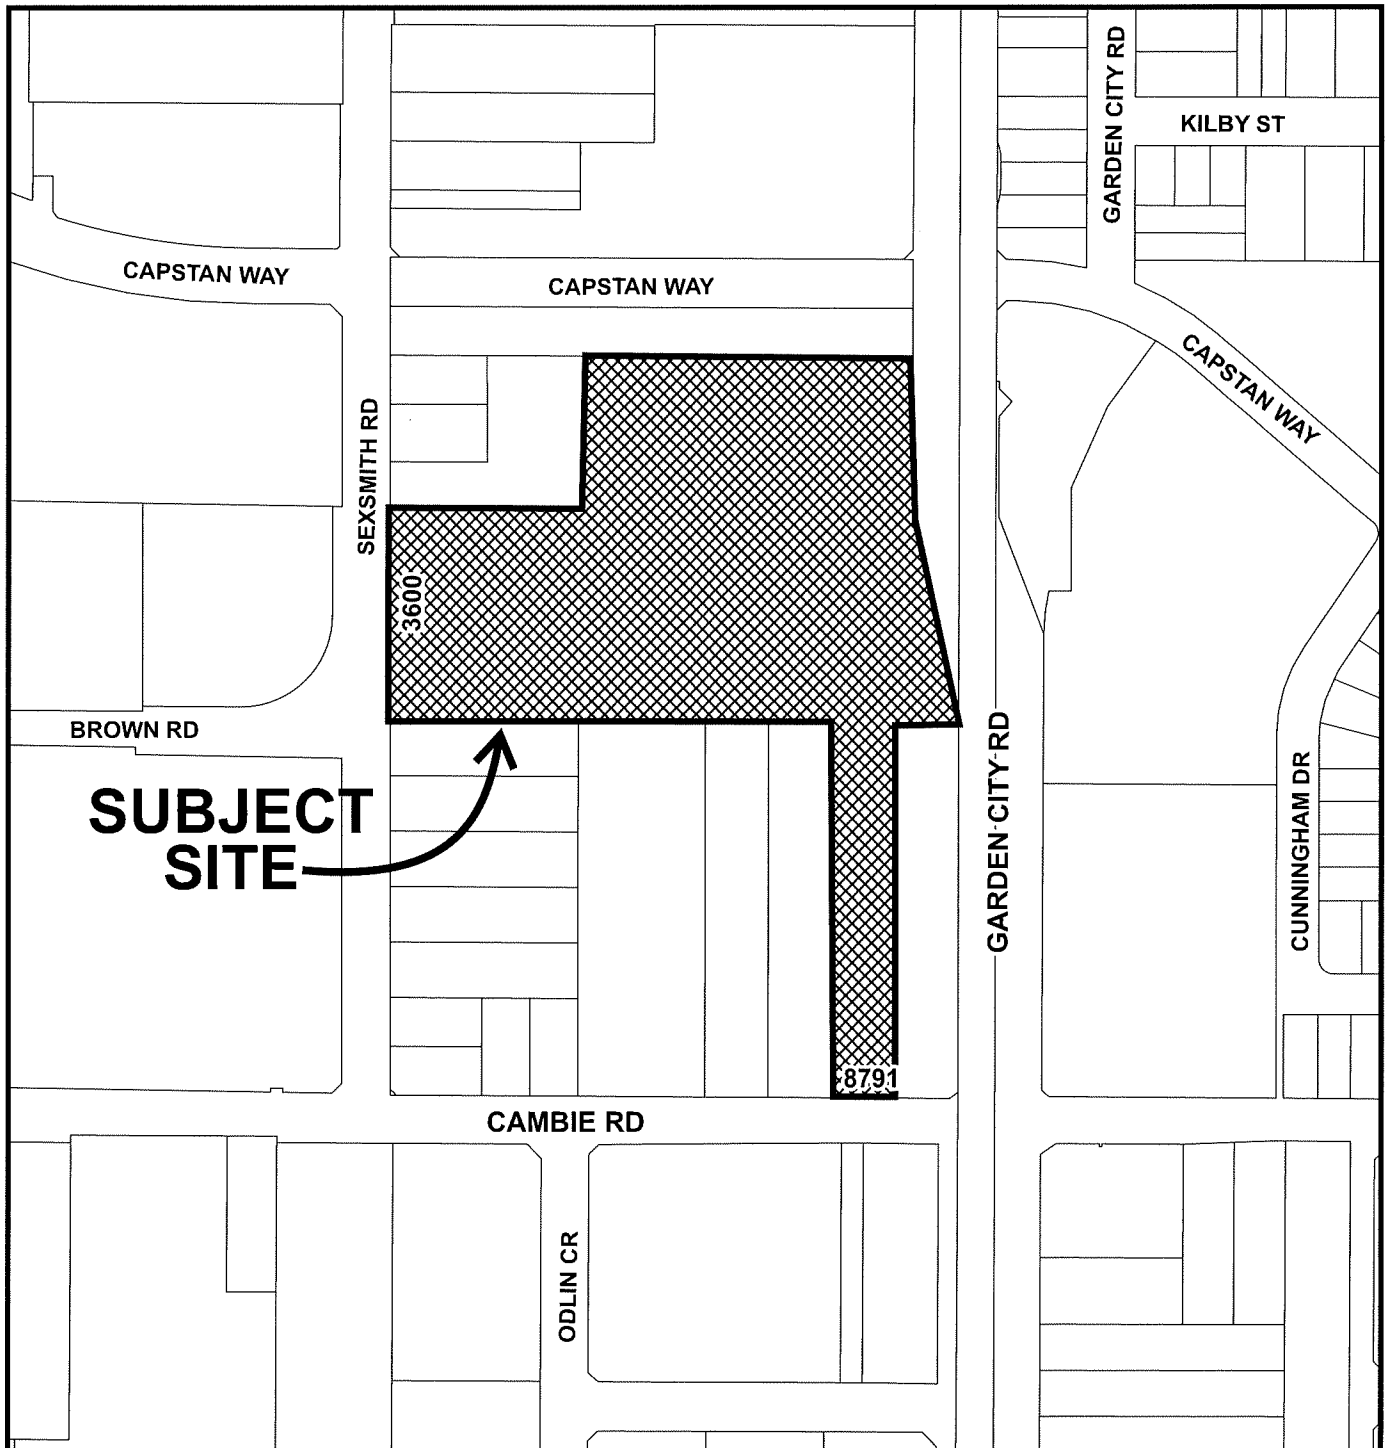 GARDEN CITY RD
KILBY ST
CAPSTAN WAY
CAPSTAN WAY
CAPSTAN WAY
SEXSMITH RD
3600
BROWN RD
SUBJECT
SITE
GARDEN CITY RD
CUNNINGHAM DR
8791
CAMBIE RD
ODLIN CR